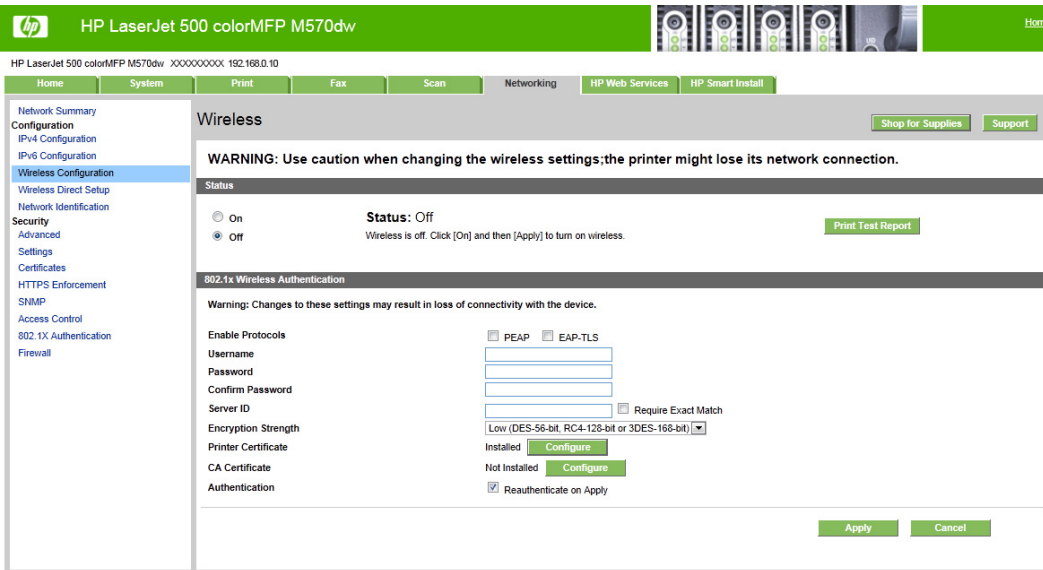 hp HP LaserJet 500 colorMFP M570dw
HP LaserJet 500 colorMFP M570dw XXXXXXXXX 192.168.0.10
Home System Print Fax Scan Networking HP Web Services HP Smart Install
Network Summary
Configuration
IPv4 Configuration
IPv6 Configuration
Wireless Configuration
Wireless Direct Setup
Network Identification
Security
Advanced
Settings
Certificates
HTTPS Enforcement
SNMP
Access Control
802.1X Authentication
Firewall
Wireless
Shop for Supplies Support
WARNING: Use caution when changing the wireless settings;the printer might lose its network connection.
Status
On Status: Off
Off Wireless is off. Click [On] and then [Apply] to turn on wireless.
Print Test Report
802.1x Wireless Authentication
Warning: Changes to these settings may result in loss of connectivity with the device.
Enable Protocols PEAP EAP-TLS
Username
Password
Confirm Password
Server ID Require Exact Match
Encryption Strength Low (DES-56-bit, RC4-128-bit or 3DES-168-bit)
Printer Certificate Installed Configure
CA Certificate Not Installed Configure
Authentication Reauthenticate on Apply
Apply Cancel